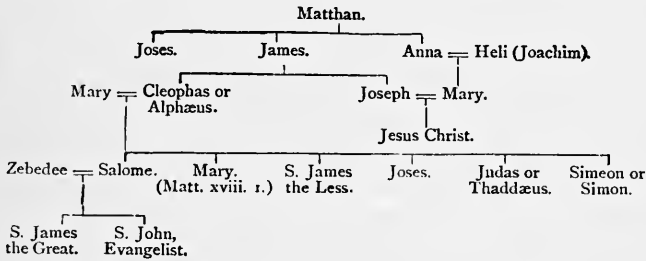 Matthan.
Joses. James. Anna Heli (Joachim).
Mary Cleophas or Joseph Mary.
Alphæus.
Jesus Christ.
Zebedee Salome. Mary. S. James Joses. Judas or Simeon or
(Matt. xviii. 1.) the Less. Thaddæus. Simon.
S. James S. John,
the Great. Evangelist.